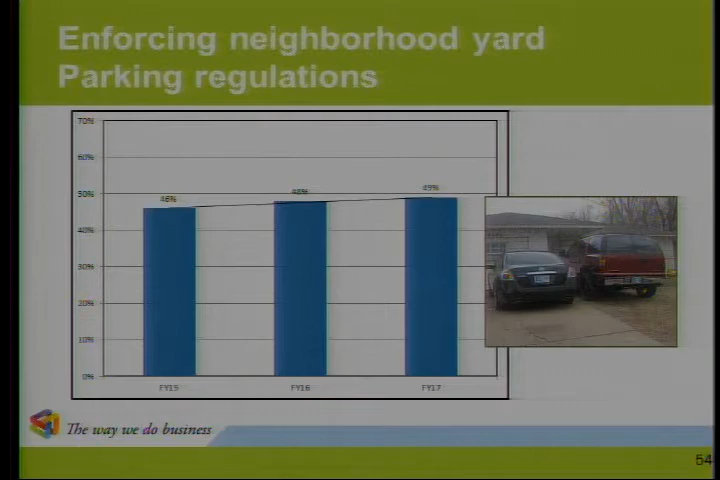 Enforcing neighborhood yard
Parking regulations
70%
60%
50%
40%
30%
20%
10%
0%
46%
48%
49%
FY15
FY16
FY17
The way we do business
54